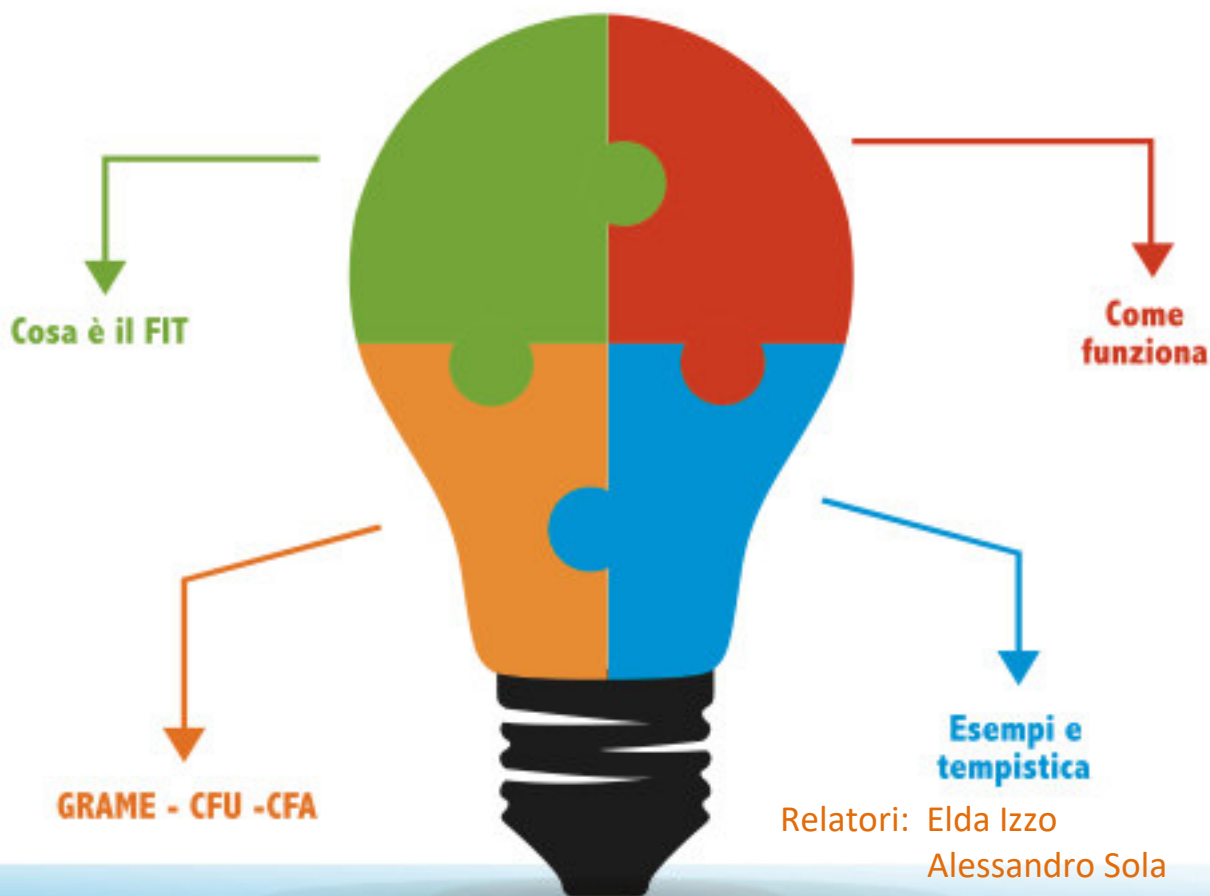 Cosa è il FIT
Come
funziona
GRAME - CFU -CFA
Esempi e
tempistica
Relatori: Elda Izzo
Alessandro Sola